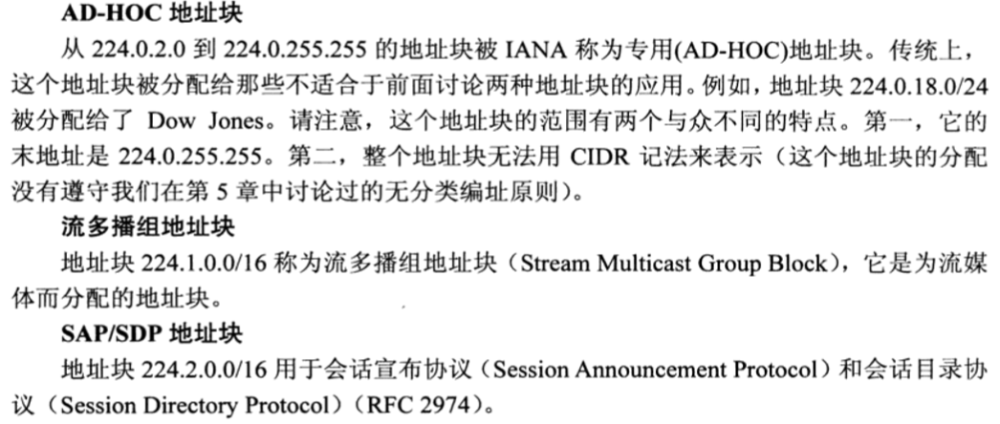 AD-HOC 地址块
从 224.0.2.0 到 224.0.255.255 的地址块被 IANA 称为专用(AD-HOC)地址块。传统上，
这个地址块被分配给那些不适合于前面讨论两种地址块的应用。例如，地址块 224.0.18.0/24
被分配给了 Dow Jones。请注意，这个地址块的范围有两个与众不同的特点。第一，它的
末地址是 224.0.255.255。第二，整个地址块无法用 CIDR 记法来表示（这个地址块的分配
没有遵守我们在第 5 章中讨论过的无分类编址原则）。
流多播组地址块
地址块 224.1.0.0/16 称为流多播组地址块（Stream Multicast Group Block），它是为流媒
体而分配的地址块。
SAP/SDP 地址块
地址块 224.2.0.0/16 用于会话宣布协议（Session Announcement Protocol）和会话目录协
议（Session Directory Protocol）（RFC 2974）。